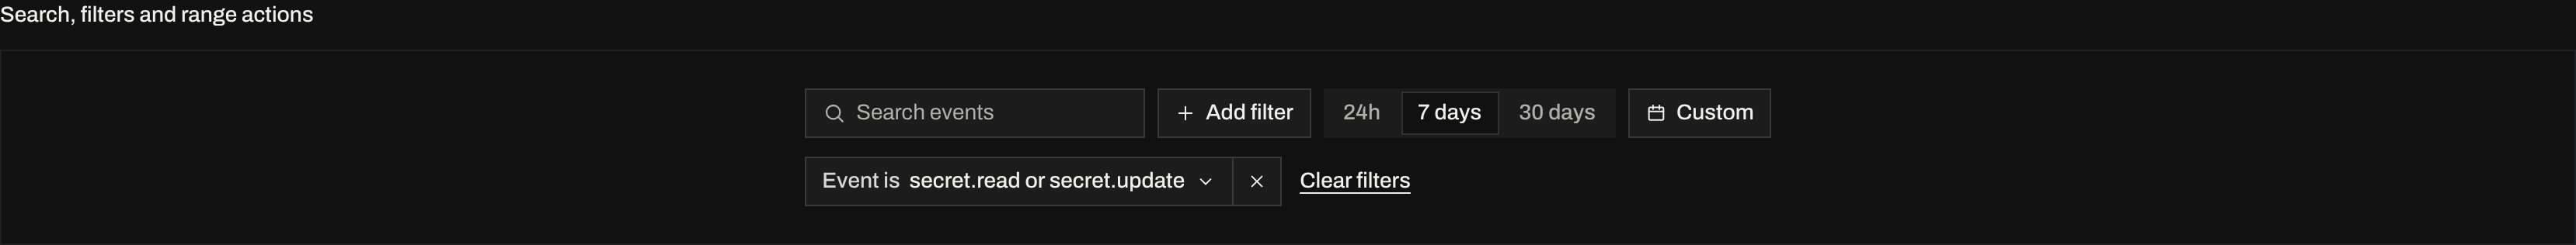 Search, filters and range actions
Search events Add filter 24h 7 days 30 days Custom
Event is secret.read or secret.update Clear filters